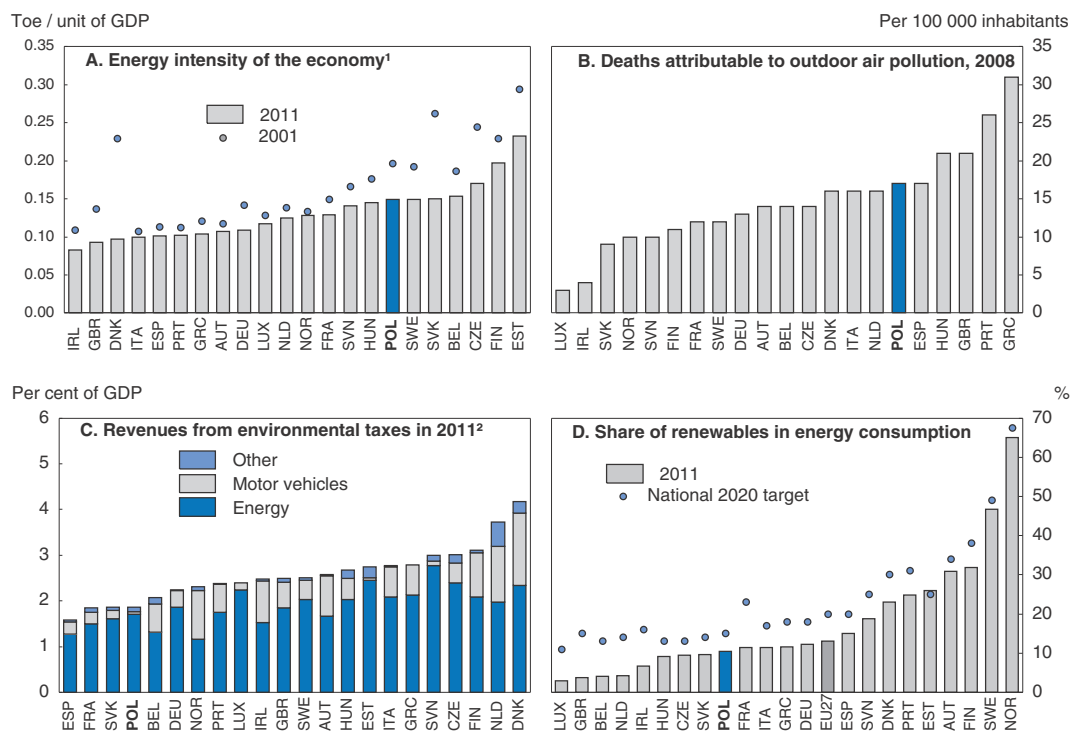 Toe / unit of GDP
A. Energy intensity of the economy¹
2011
2001
0.35
0.30
0.25
0.20
0.15
0.10
0.05
0.00
IRL GBR DNK ITA ESP PRT GRC AUT DEU LUX NLD NOR FRA SVN HUN POL SWE SVK BEL CZE FIN EST
Per 100 000 inhabitants
B. Deaths attributable to outdoor air pollution, 2008
35
30
25
20
15
10
5
0
LUX IRL SVK NOR SVN FIN FRA SWE DEU AUT BEL CZE DNK ITA NLD POL ESP HUN GBR PRT GRC
Per cent of GDP
C. Revenues from environmental taxes in 2011²
Other
Motor vehicles
Energy
6
5
4
3
2
1
0
ESP FRA SVK POL BEL DEU NOR PRT LUX IRL GBR SWE AUT HUN EST ITA GRC SVN CZE FIN NLD DNK
%
D. Share of renewables in energy consumption
2011
National 2020 target
70
60
50
40
30
20
10
0
LUX GBR BEL NLD IRL HUN CZE SVK POL FRA ITA GRC DEU EU27 ESP SVN DNK PRT EST AUT FIN SWE NOR